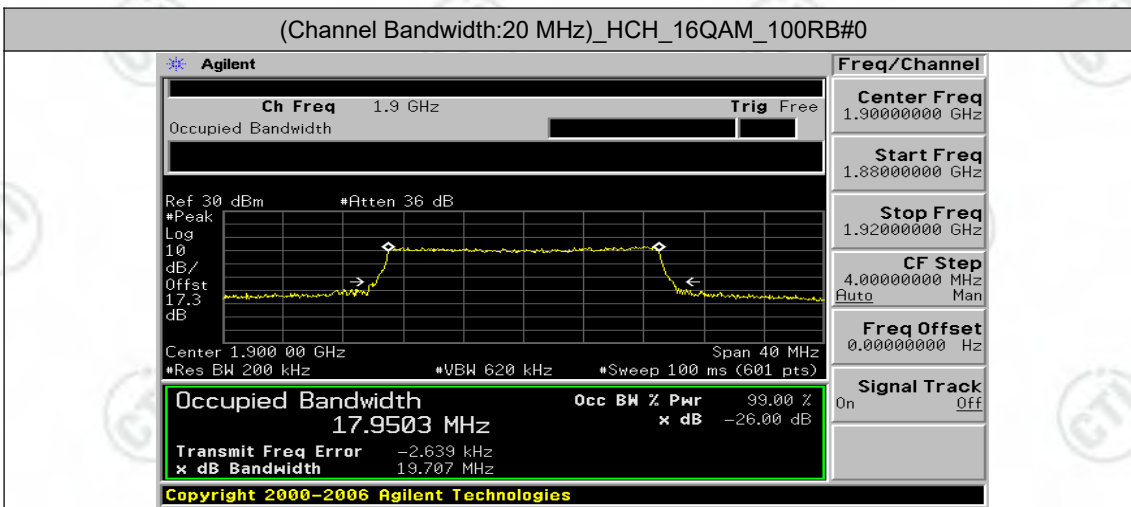 (Channel Bandwidth:20 MHz)_HCH_16QAM_100RB#0
Agilent
Freq/Channel
Ch Freq 1.9 GHz Trig Free
Occupied Bandwidth
Center Freq
1.90000000 GHz
Start Freq
1.88000000 GHz
Stop Freq
1.92000000 GHz
CF Step
4.00000000 MHz
Auto Man
Freq Offset
0.00000000 Hz
Signal Track
On Off
Ref 30 dBm #Atten 36 dB
#Peak
Log
10
dB/
Offst
17.3
dB
Center 1.900 00 GHz Span 40 MHz
#Res BW 200 kHz #VBW 620 kHz #Sweep 100 ms (601 pts)
Occupied Bandwidth Occ BW % Pwr 99.00 %
17.9503 MHz x dB -26.00 dB
Transmit Freq Error -2.639 kHz
x dB Bandwidth 19.707 MHz
Copyright 2000-2006 Agilent Technologies
CTI